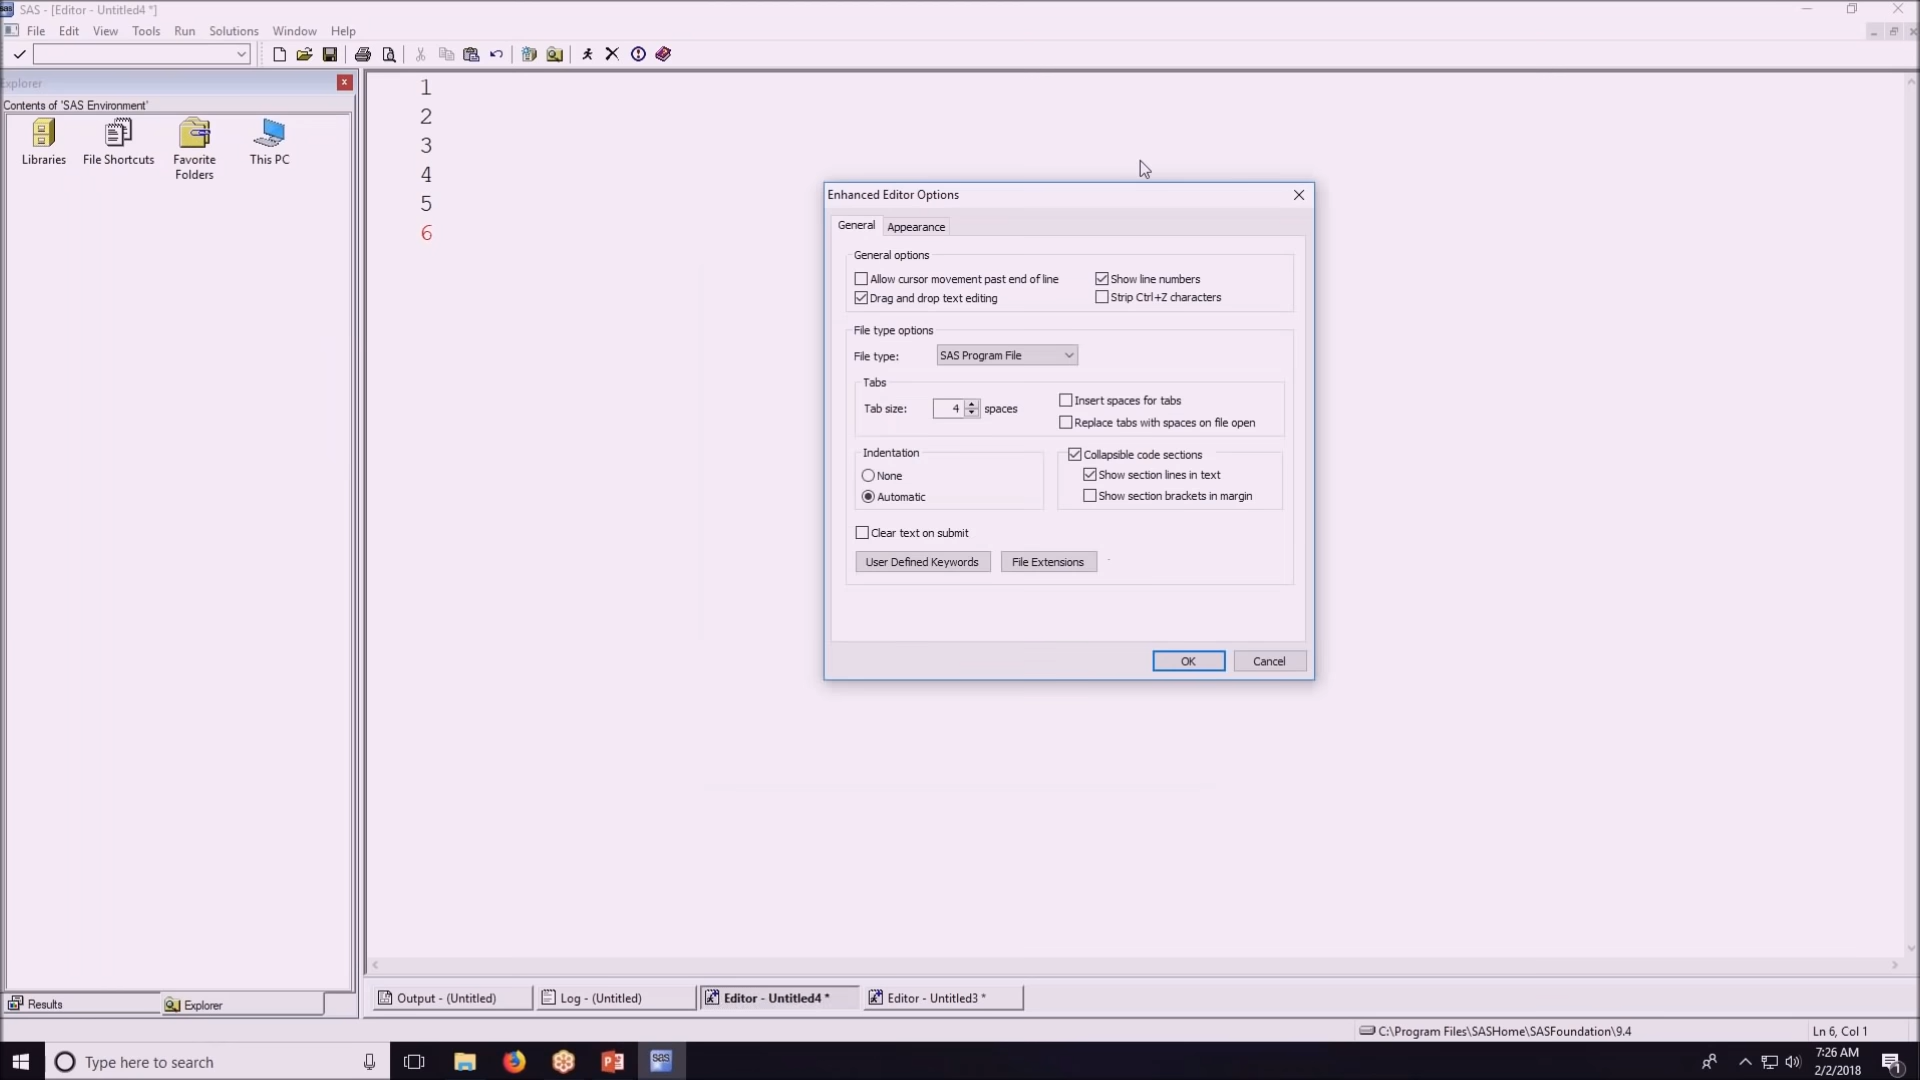 SAS - [Editor - Untitled4 *]
File Edit View Tools Run Solutions Window Help
Explorer
Contents of 'SAS Environment'
Libraries File Shortcuts Favorite Folders This PC
1
2
3
4
5
6
Enhanced Editor Options
General Appearance
General options
Allow cursor movement past end of line Show line numbers
Drag and drop text editing Strip Ctrl+Z characters
File type options
File type: SAS Program File
Tabs
Tab size: 4 spaces Insert spaces for tabs
Replace tabs with spaces on file open
Indentation Collapsible code sections
None Show section lines in text
Automatic Show section brackets in margin
Clear text on submit
User Defined Keywords File Extensions
OK Cancel
Results Explorer Output - (Untitled) Log - (Untitled) Editor - Untitled4 * Editor - Untitled3 *
C:\Program Files\SASHome\SASFoundation\9.4 Ln 6, Col 1
Type here to search sas 7:26 AM
2/2/2018 1